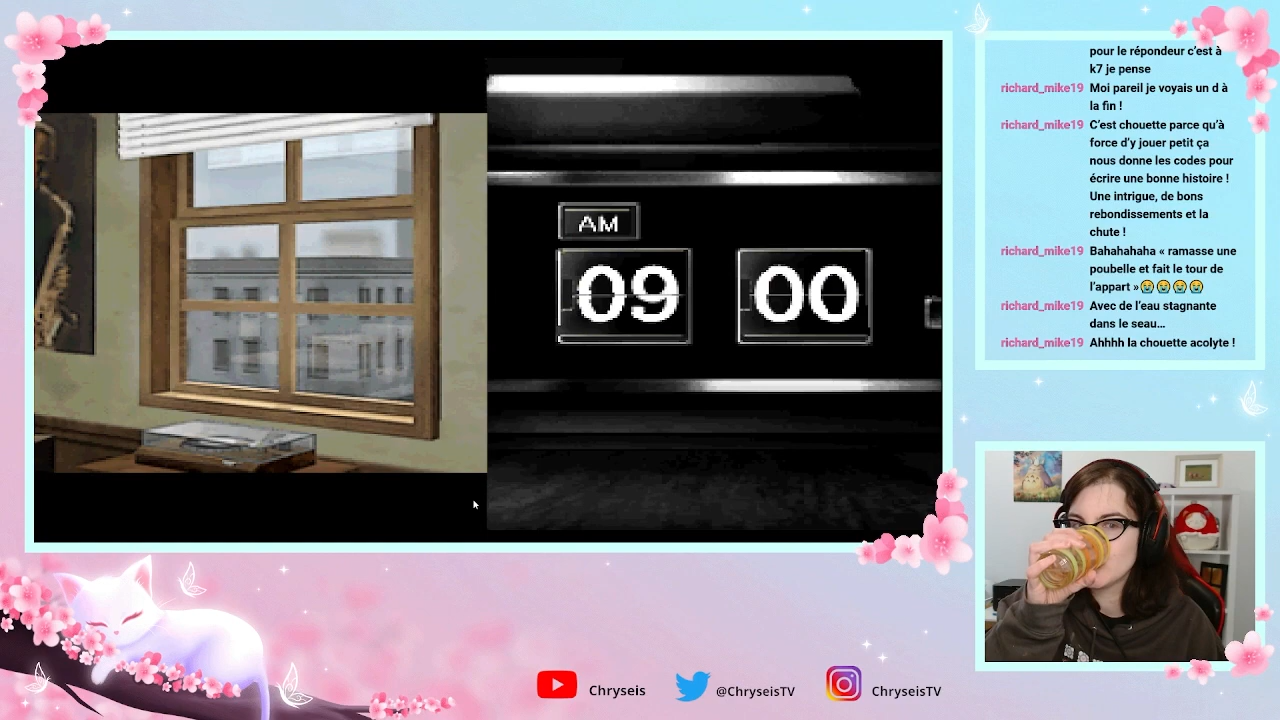 AM
09 00
pour le répondeur c’est à
k7 je pense
richard_mike19 Moi pareil je voyais un d à
la fin !
richard_mike19 C’est chouette parce qu’à
force d’y jouer petit ça
nous donne les codes pour
écrire une bonne histoire !
Une intrigue, de bons
rebondissements et la
chute !
richard_mike19 Bahahahaha « ramasse une
poubelle et fait le tour de
l’appart »😭😭😭😭
richard_mike19 Avec de l’eau stagnante
dans le seau…
richard_mike19 Ahhhh la chouette acolyte !
Chryseis @ChryseisTV ChryseisTV